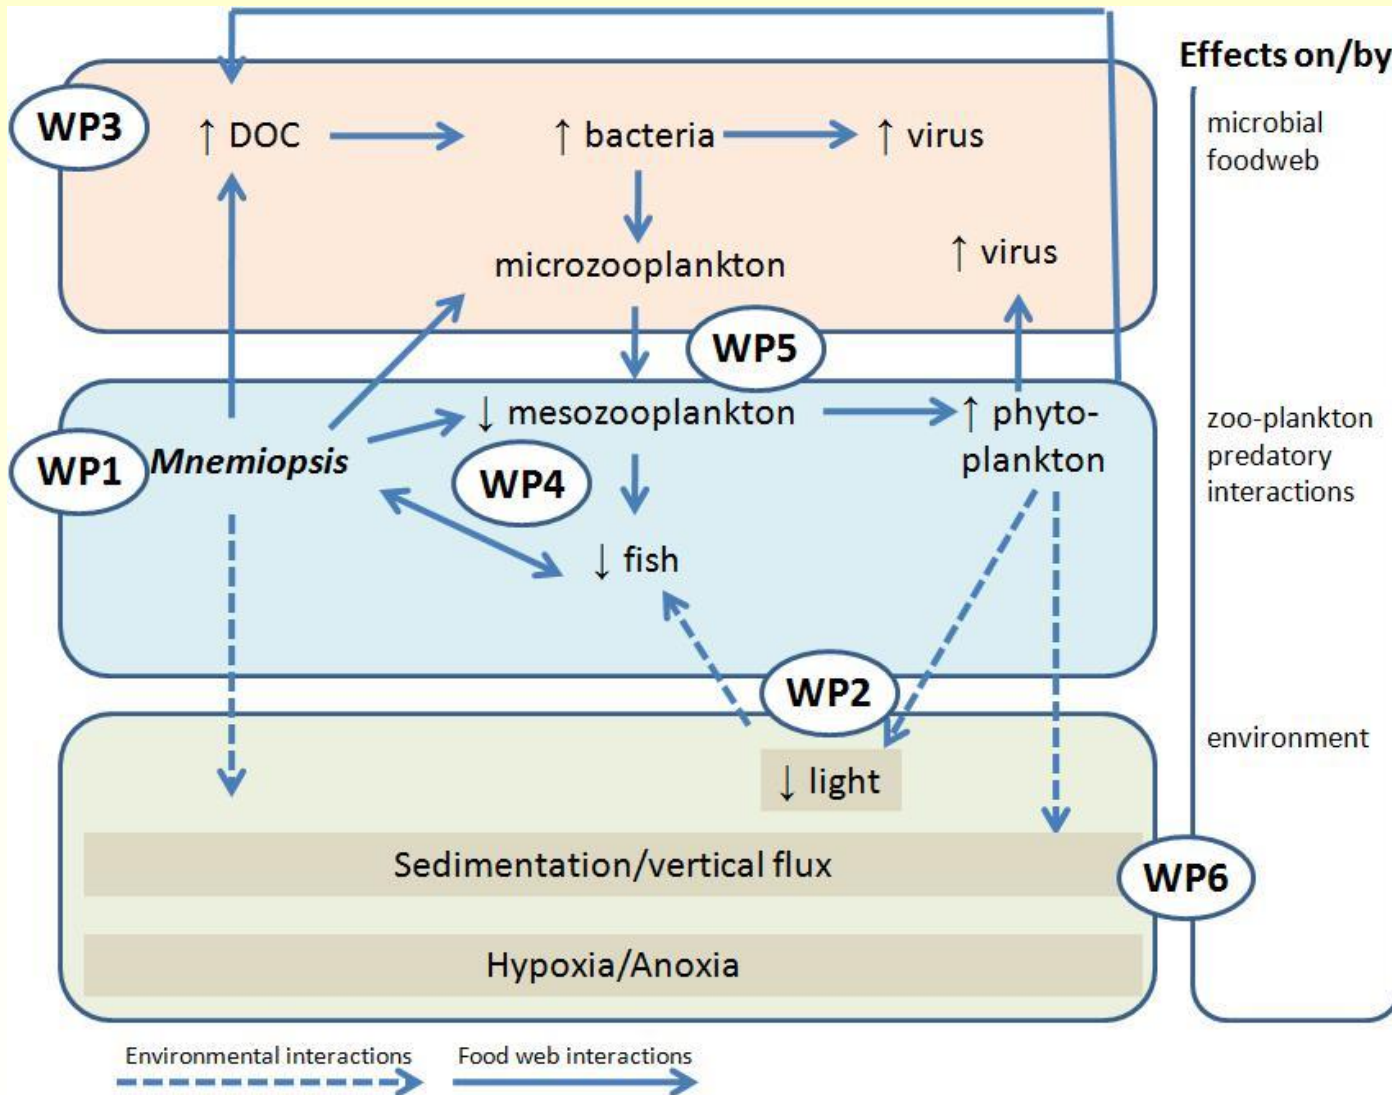 Effects on/by
WP3
↑ DOC
↑ bacteria
↑ virus
microbial
foodweb
microzooplankton
↑ virus
WP5
WP1
Mnemiopsis
↓ mesozooplankton
↑ phyto-
plankton
WP4
↓ fish
zoo-plankton
predatory
interactions
WP2
↓ light
environment
Sedimentation/vertical flux
WP6
Hypoxia/Anoxia
Environmental interactions
Food web interactions